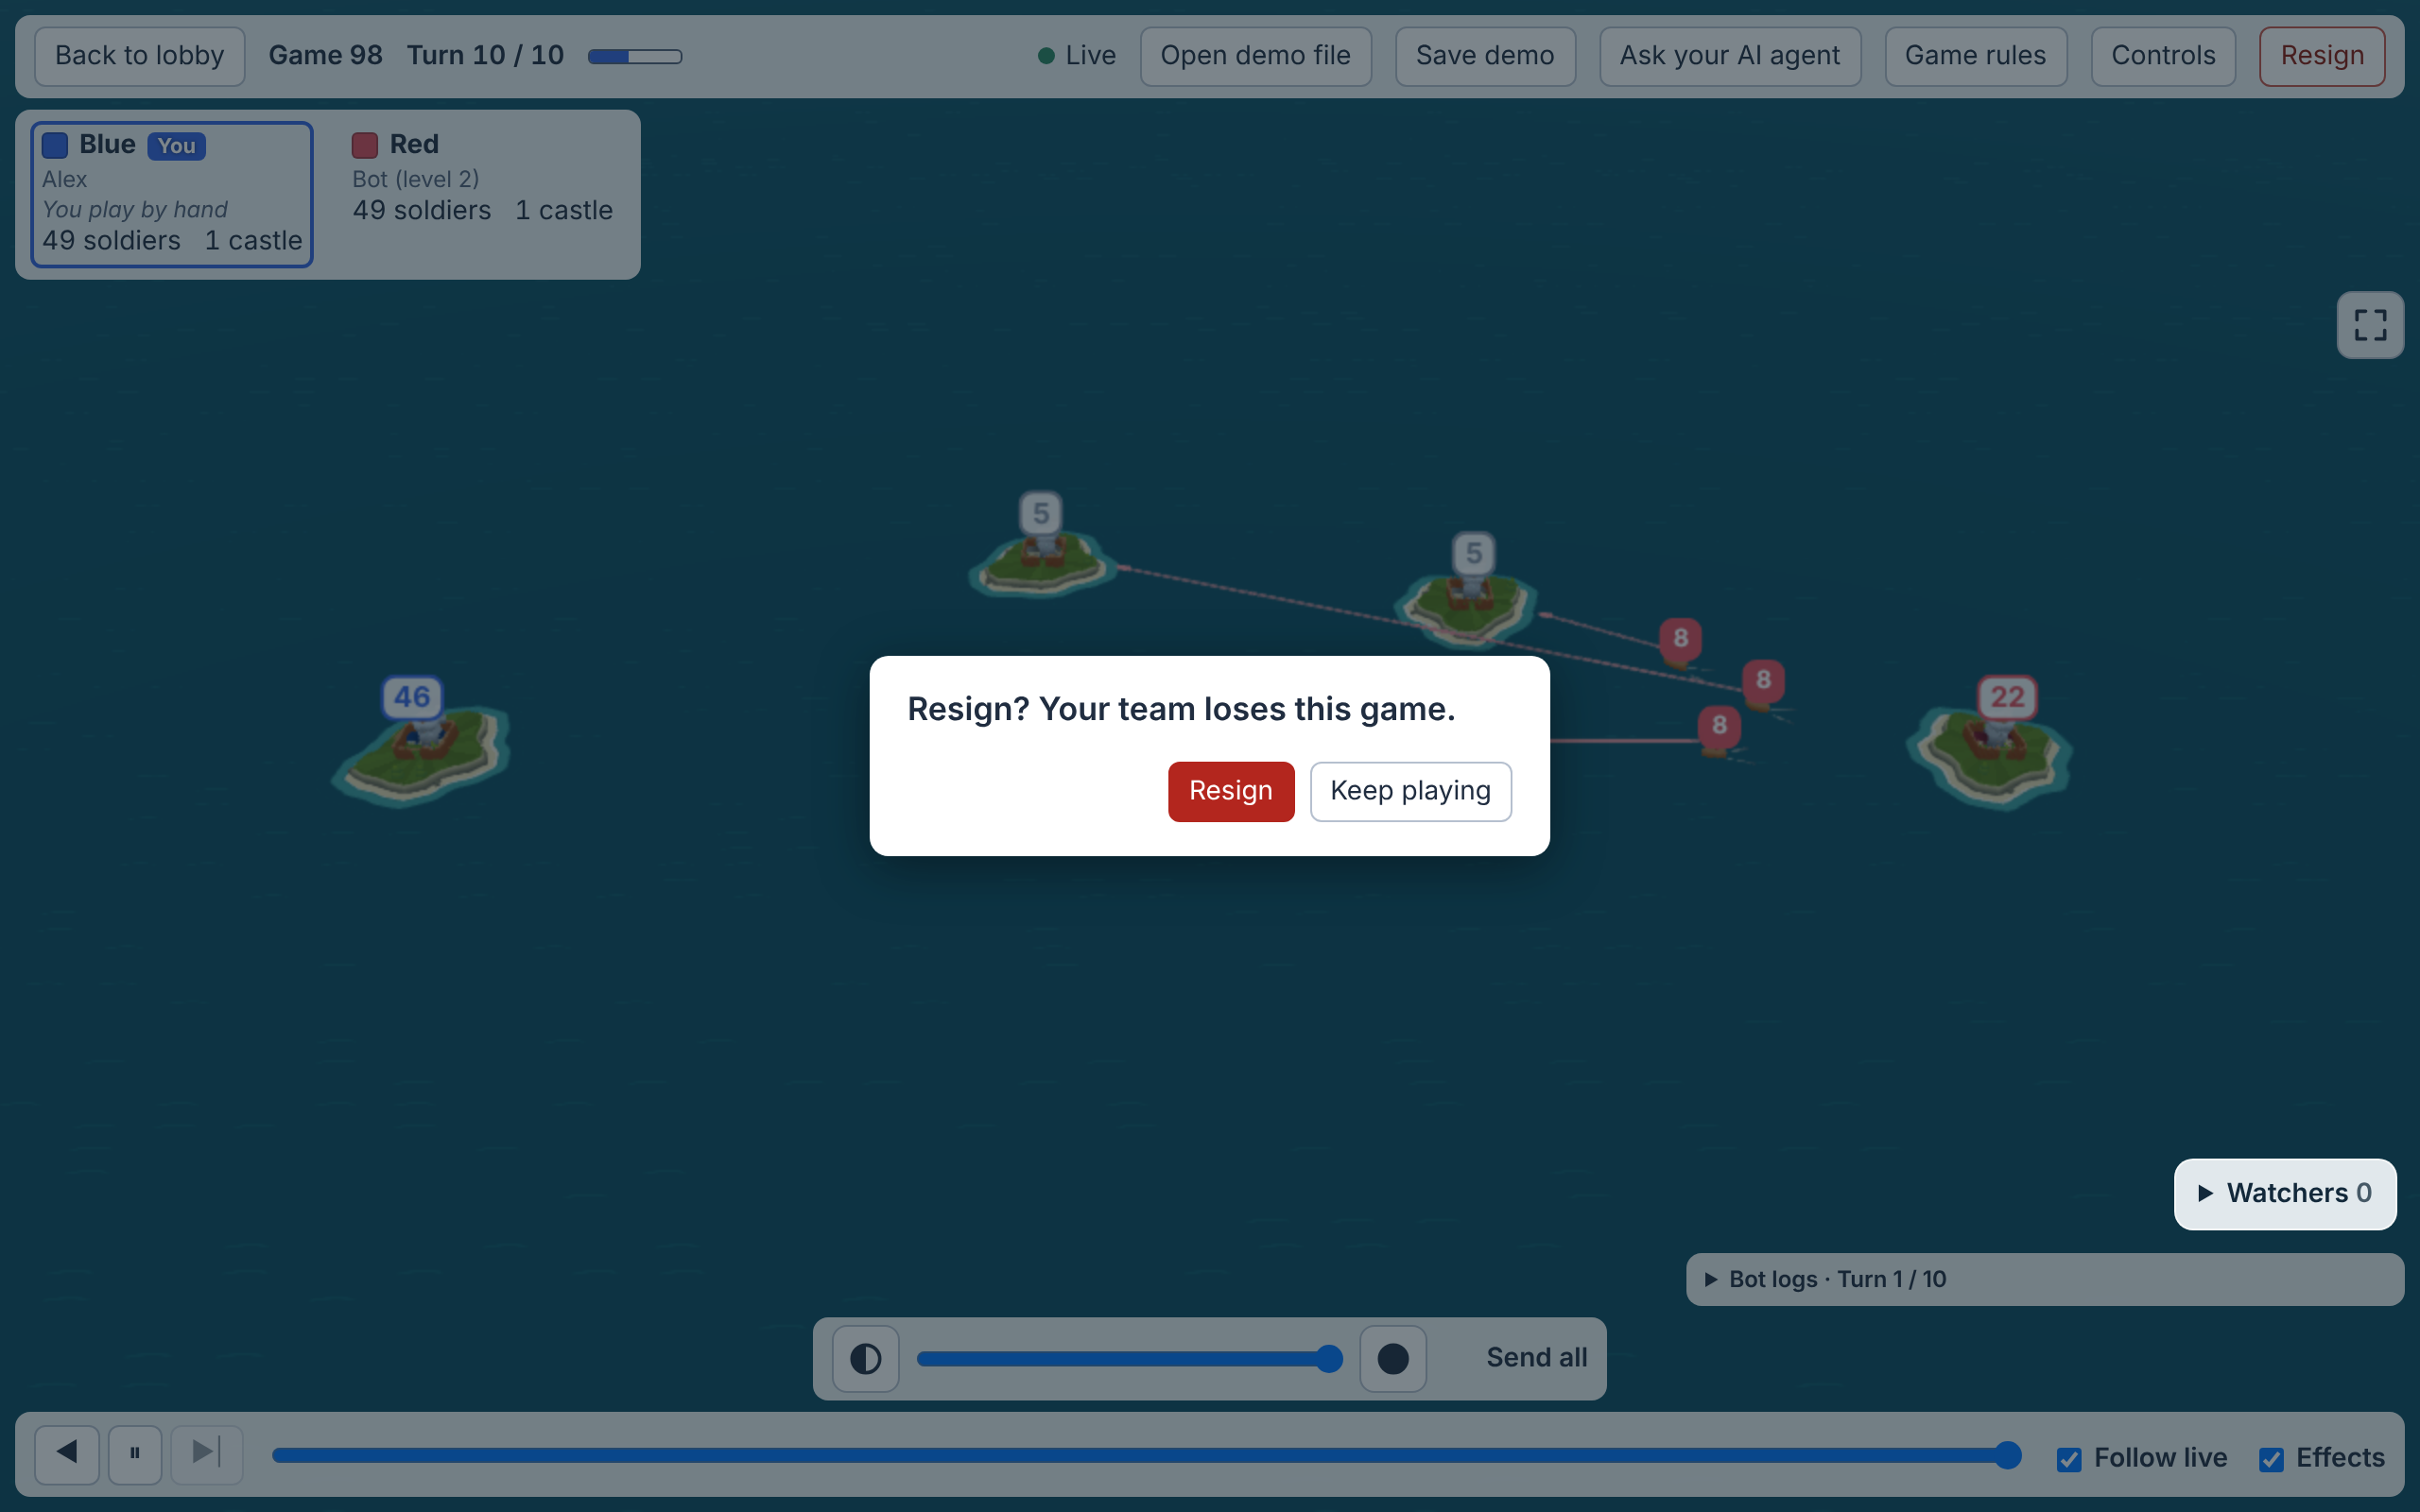 Back to lobby Game 98 Turn 10 / 10 Live Open demo file Save demo Ask your AI agent Game rules Controls Resign
Blue You Red
Alex Bot (level 2)
You play by hand
49 soldiers 1 castle 49 soldiers 1 castle
5
5
8
8
46
22
8
Resign? Your team loses this game.
Resign Keep playing
Watchers 0
Bot logs · Turn 1 / 10
Send all
Follow live Effects